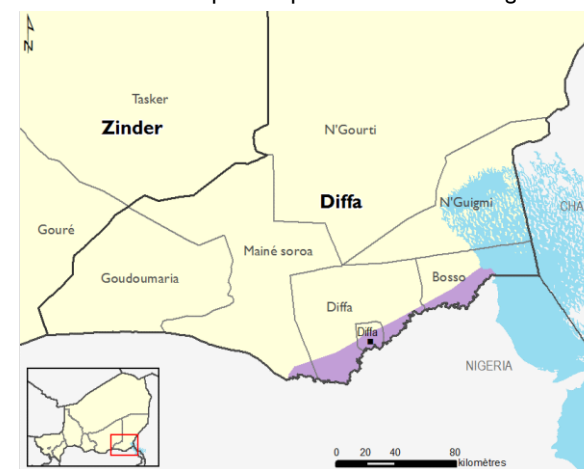 N
Tasker
Zinder
N'Gourti
Diffa
N'Guigmi
CHA
Gouré
Mainé soroa
Goudoumaria
Bosso
Diffa
Diffa
NIGERIA
0 20 40 80
kilomètres